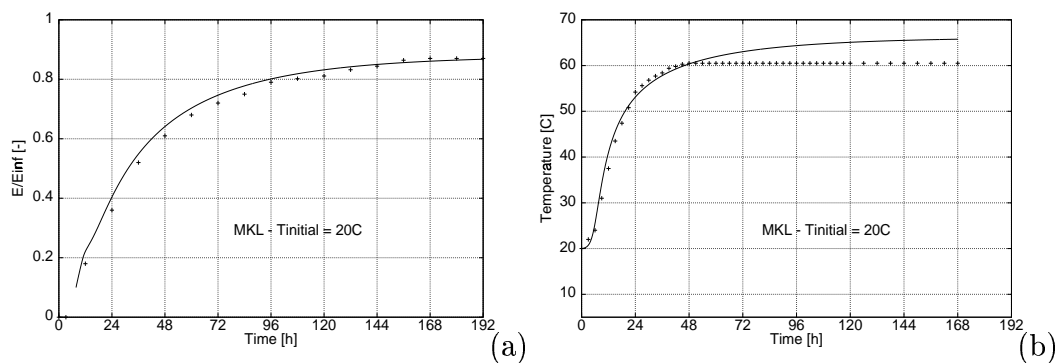 1
0.8
0.6
0.4
0.2
0
E/Einf [-]
MKL - Tinitial = 20C
0 24 48 72 96 120 144 168 192
Time [h]
(a)
70
60
50
40
30
20
10
Temperature [C]
MKL - Tinitial = 20C
0 24 48 72 96 120 144 168 192
Time [h]
(b)